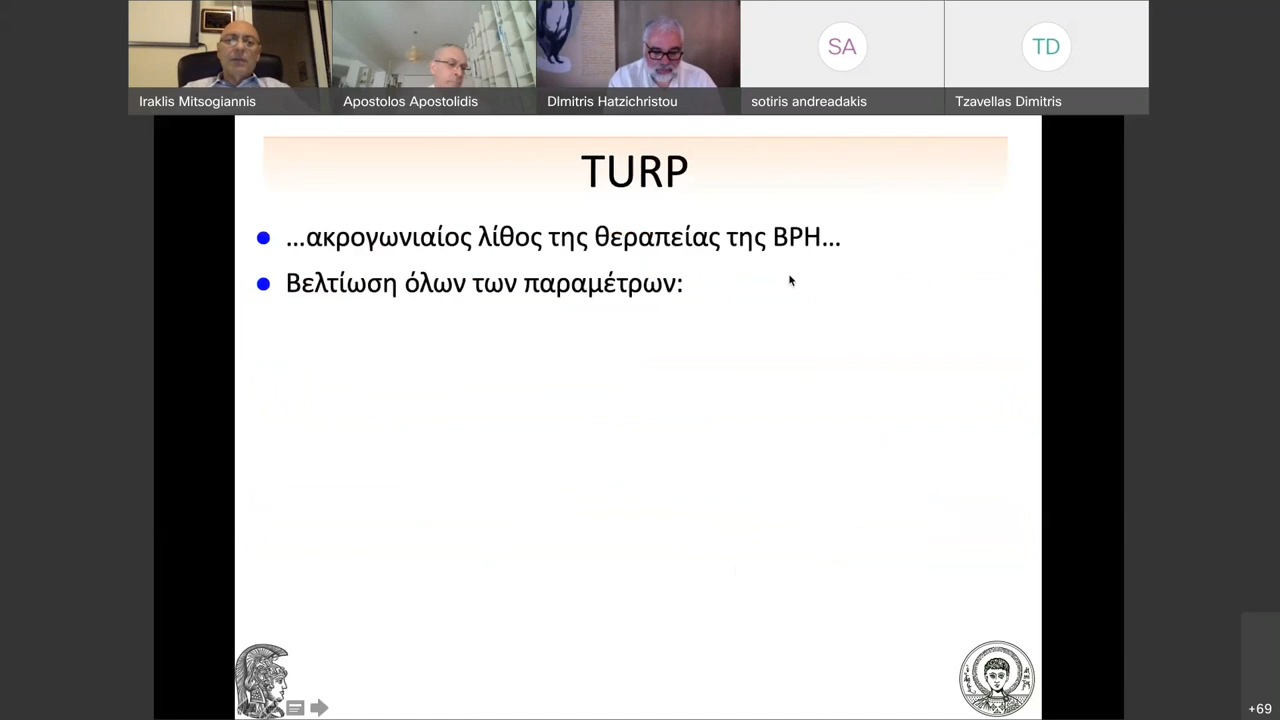 Iraklis Mitsogiannis
Apostolos Apostolidis
DImitris Hatzichristou
SA
sotiris andreadakis
TD
Tzavellas Dimitris
TURP
...ακρογωνιαίος λίθος της θεραπείας της BPH...
Βελτίωση όλων των παραμέτρων:
+69